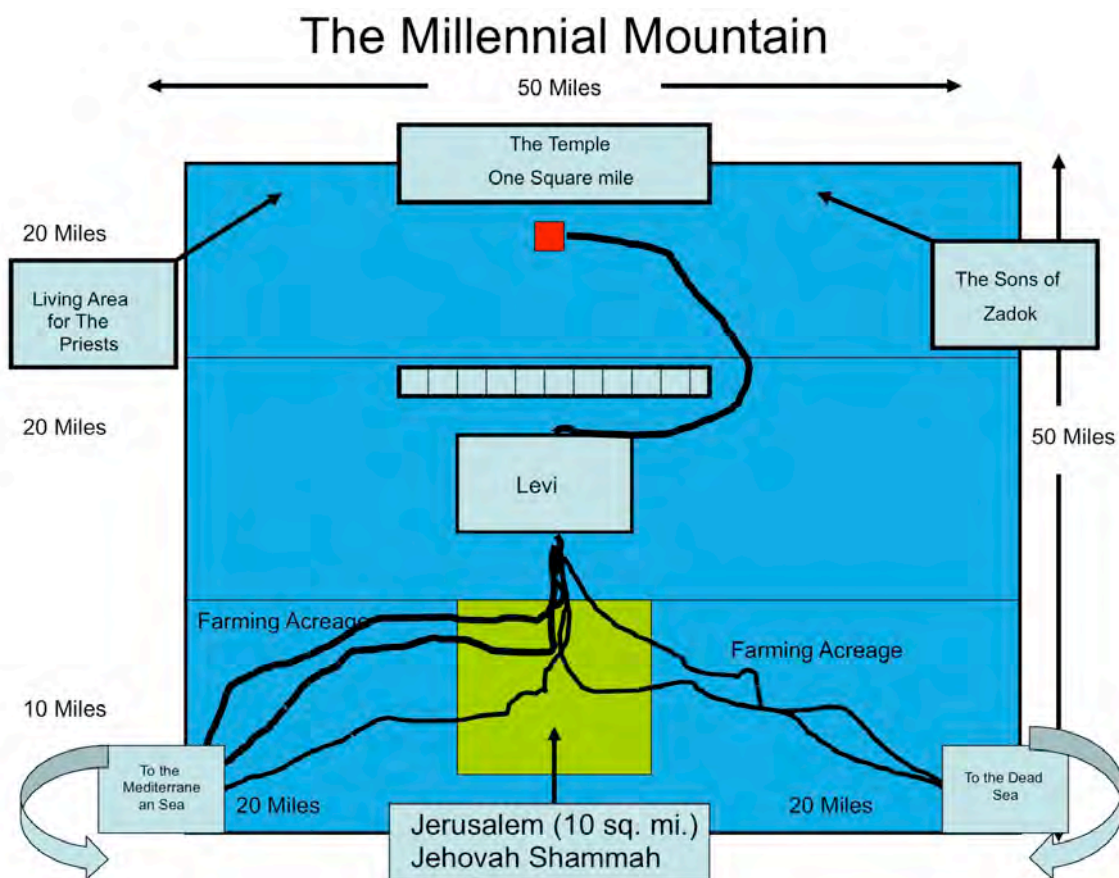 The Millennial Mountain
50 Miles
The Temple
One Square mile
20 Miles
Living Area
for The
Priests
The Sons of
Zadok
20 Miles
50 Miles
Levi
Farming Acreage
Farming Acreage
10 Miles
To the
Mediterrane
an Sea
20 Miles
20 Miles
To the Dead
Sea
Jerusalem (10 sq. mi.)
Jehovah Shammah